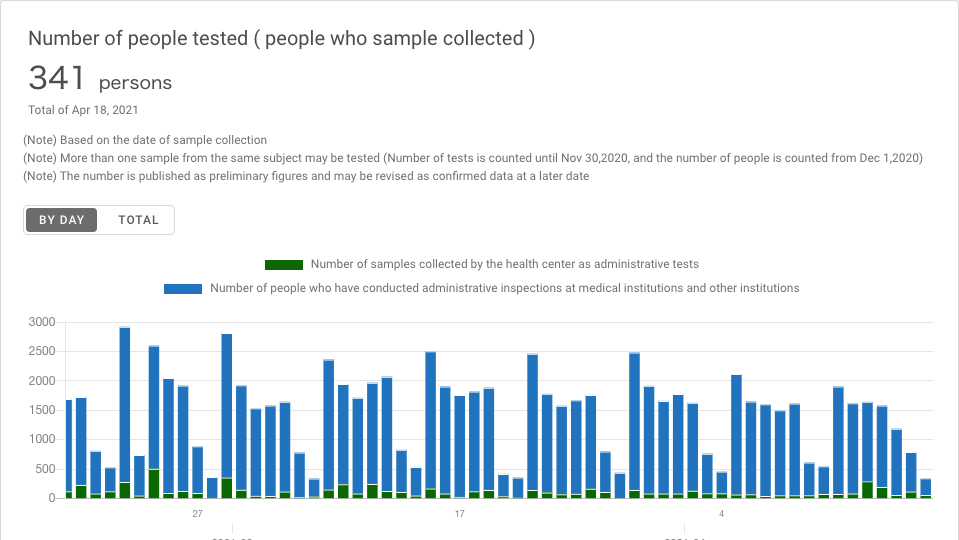 Number of people tested ( people who sample collected )
341 persons
Total of Apr 18, 2021
(Note) Based on the date of sample collection
(Note) More than one sample from the same subject may be tested (Number of tests is counted until Nov 30,2020, and the number of people is counted from Dec 1,2020)
(Note) The number is published as preliminary figures and may be revised as confirmed data at a later date
BY DAY TOTAL
Number of samples collected by the health center as administrative tests
Number of people who have conducted administrative inspections at medical institutions and other institutions
3000
2500
2000
1500
1000
500
0
27 17 4